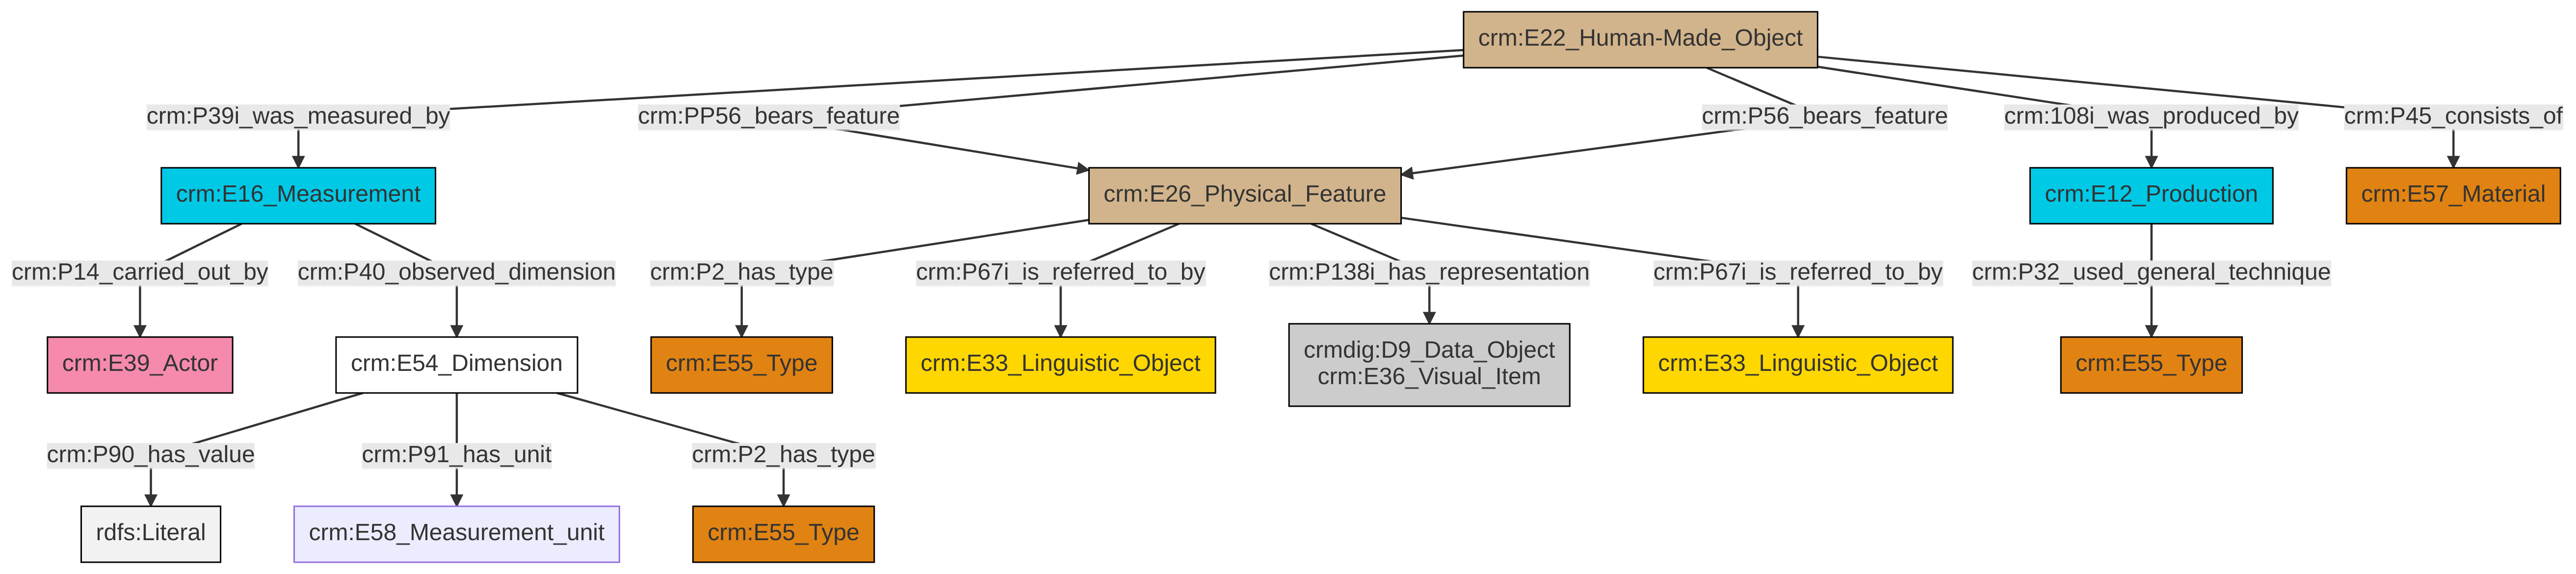 crm:E22_Human-Made_Object
crm:P39i_was_measured_by
crm:PP56_bears_feature
crm:P56_bears_feature
crm:108i_was_produced_by
crm:P45_consists_of
crm:E16_Measurement
crm:E26_Physical_Feature
crm:E12_Production
crm:E57_Material
crm:P14_carried_out_by
crm:P40_observed_dimension
crm:P2_has_type
crm:P67i_is_referred_to_by
crm:P138i_has_representation
crm:P67i_is_referred_to_by
crm:P32_used_general_technique
crm:E39_Actor
crm:E54_Dimension
crm:E55_Type
crm:E33_Linguistic_Object
crmdig:D9_Data_Object
crm:E36_Visual_Item
crm:E33_Linguistic_Object
crm:E55_Type
crm:P90_has_value
crm:P91_has_unit
crm:P2_has_type
rdfs:Literal
crm:E58_Measurement_unit
crm:E55_Type